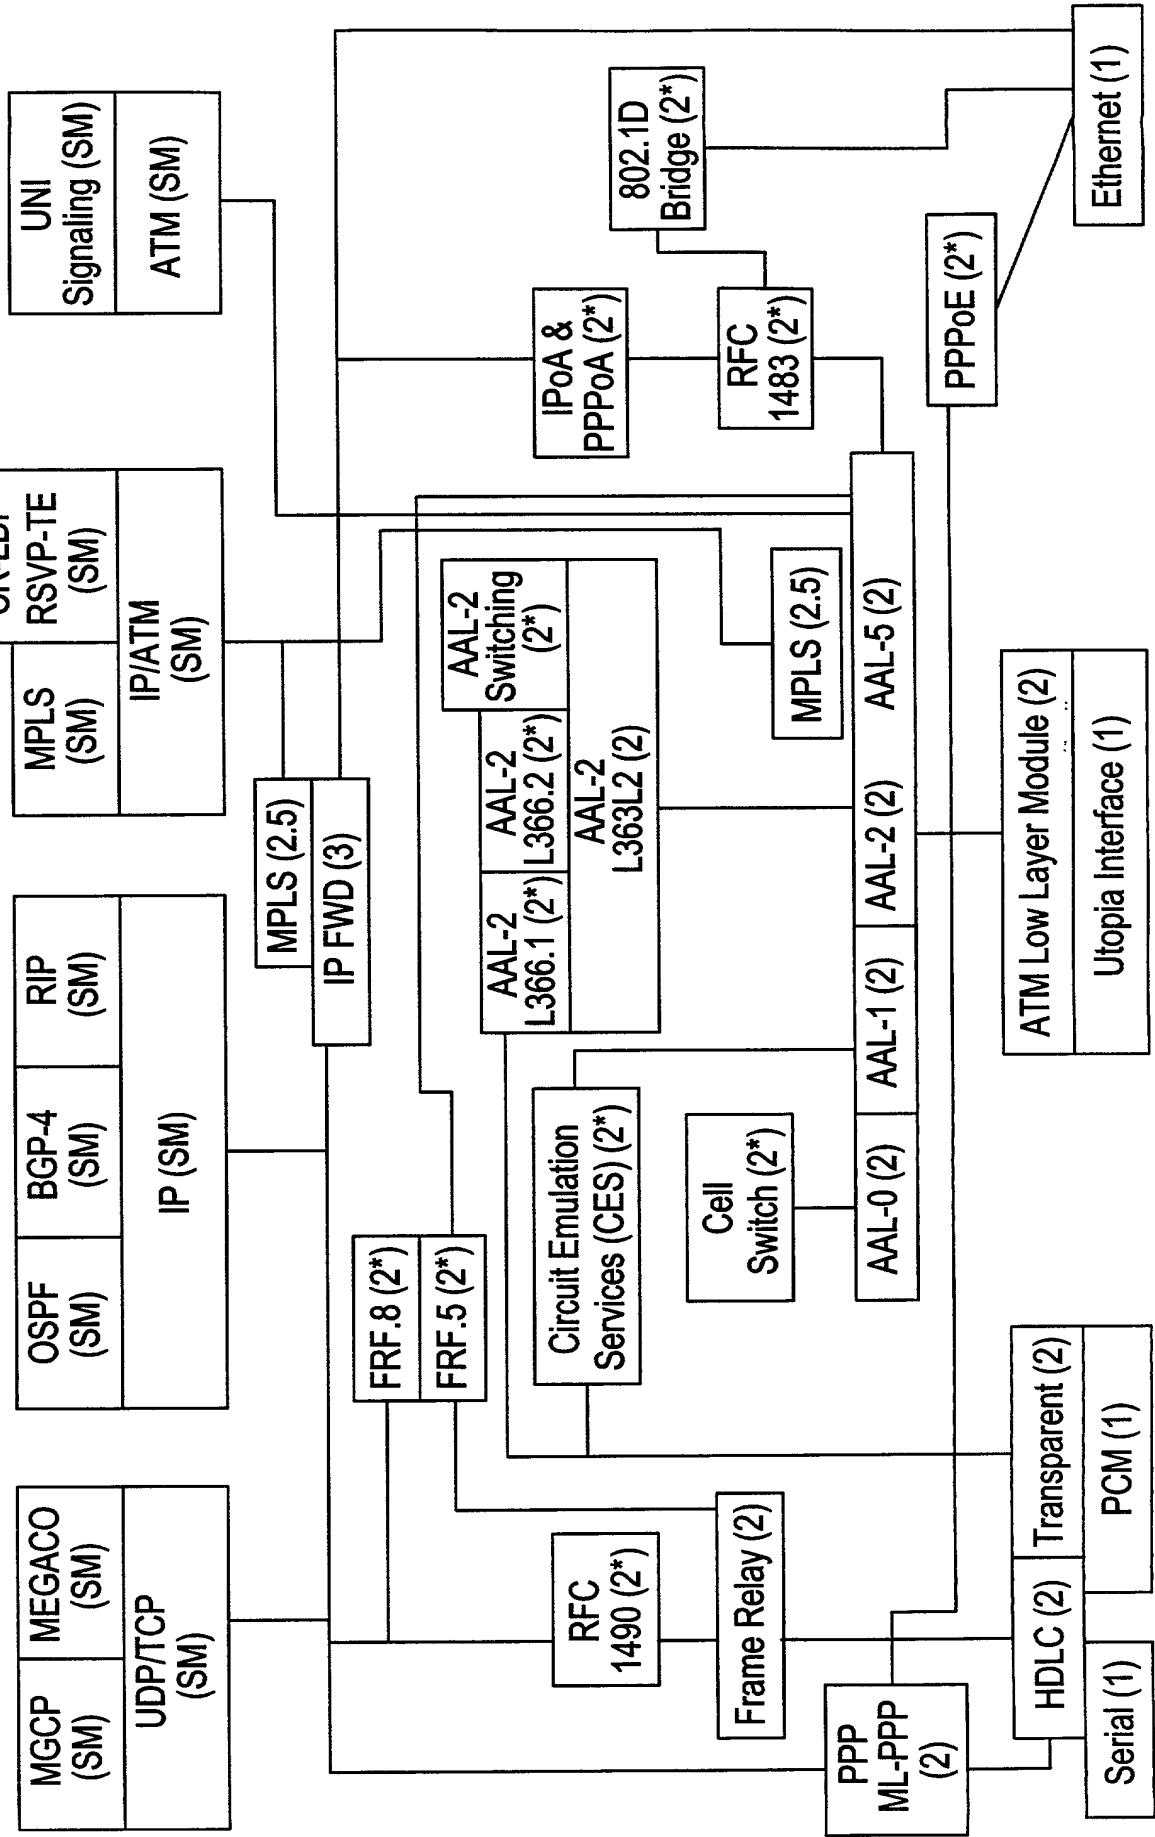 MGCP
(SM)
MEGACO
(SM)
UDP/TCP
(SM)
OSPF
(SM)
BGP-4
(SM)
RIP
(SM)
IP (SM)
MPLS
(SM)
RSVP-TE
(SM)
IP/ATM
(SM)
UNI
Signaling (SM)
ATM (SM)
MPLS (2.5)
IP FWD (3)
FRF.8 (2*)
FRF.5 (2*)
AAL-2
L366.1 (2*)
AAL-2
L366.2 (2*)
AAL-2
Switching
(2*)
AAL-2
L363L2 (2)
IPoA &
PPPoA (2*)
802.1D
Bridge (2*)
RFC
1490 (2*)
Circuit Emulation
Services (CES) (2*)
Cell
Switch (2*)
MPLS (2.5)
RFC
1483 (2*)
Frame Relay (2)
PPP
ML-PPP
(2)
AAL-0 (2)
AAL-1 (2)
AAL-2 (2)
AAL-5 (2)
PPPoE (2*)
HDLC (2)
Transparent (2)
Serial (1)
PCM (1)
ATM Low Layer Module (2)
Utopia Interface (1)
Ethernet (1)